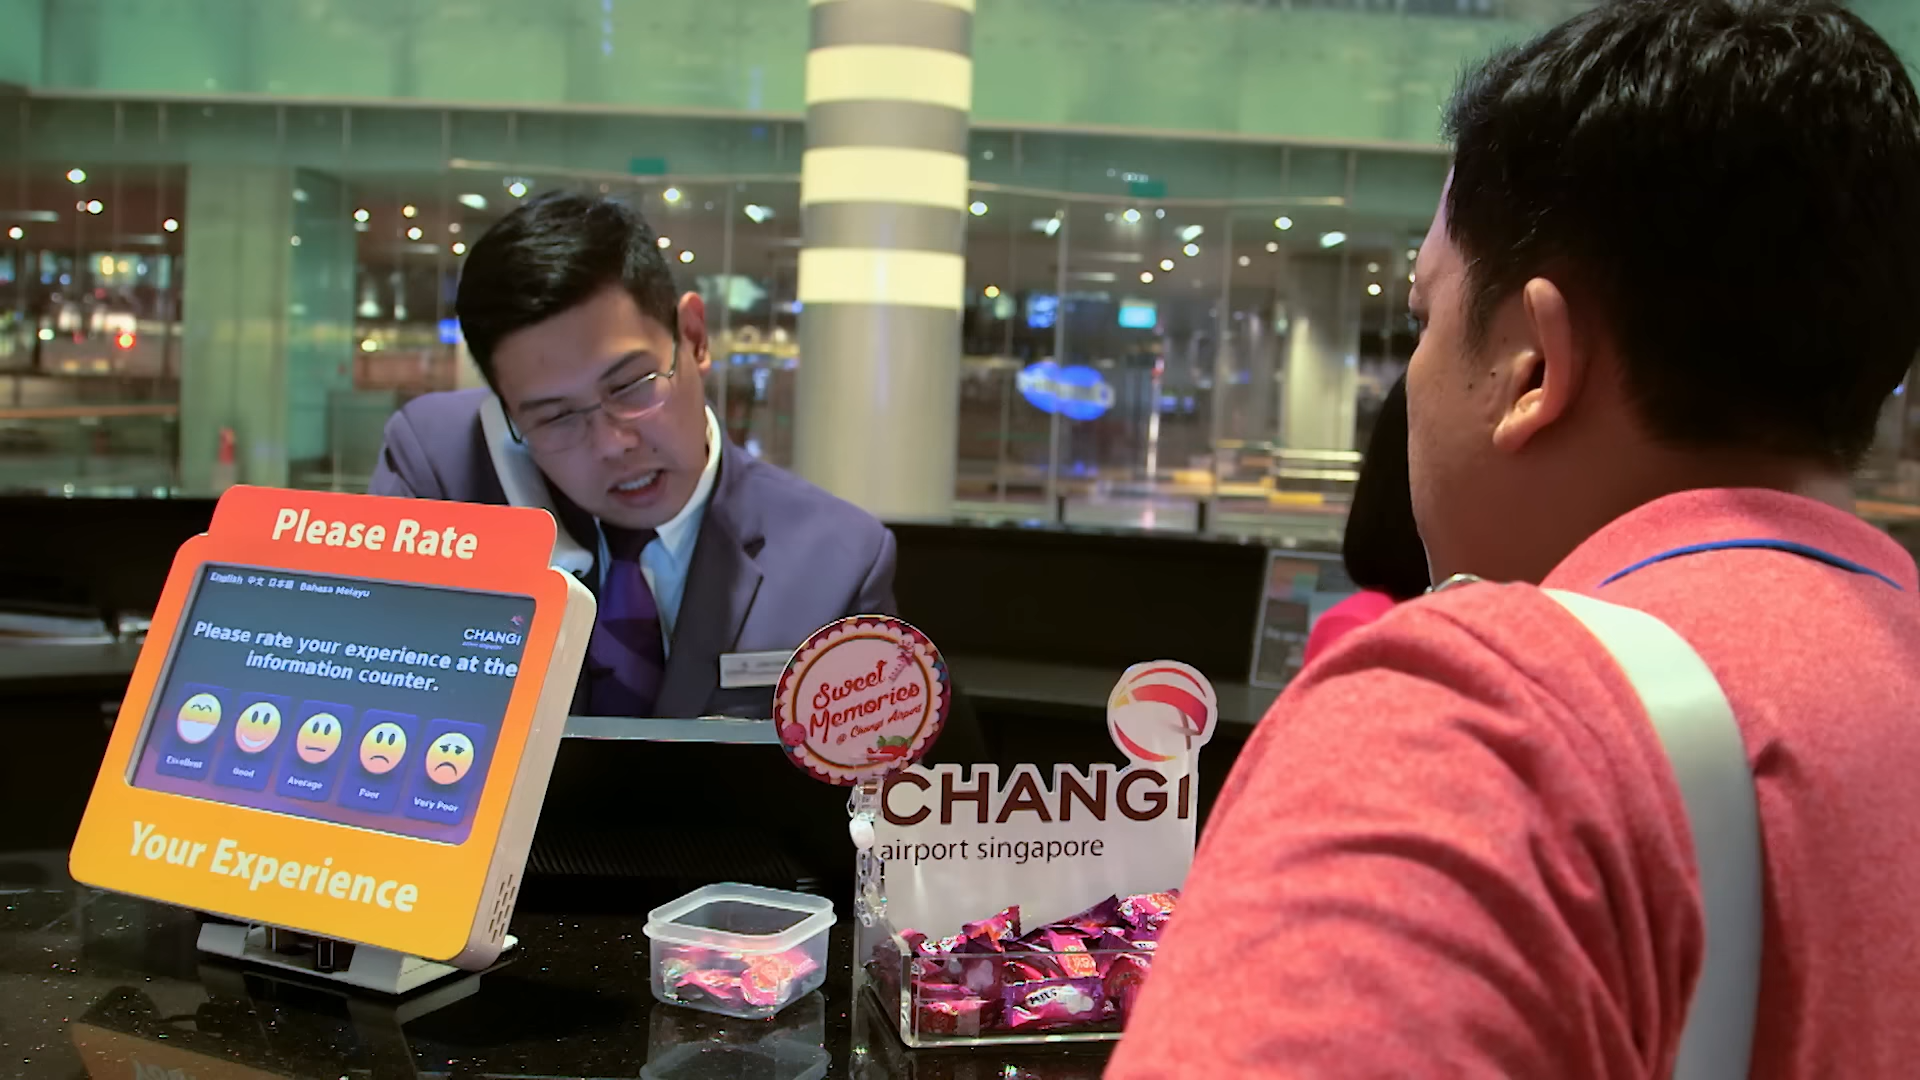 Please Rate
English 中文 日本語 Bahasa Melayu
CHANGI
Please rate your experience at the
information counter.
Excellent
Good
Average
Poor
Very Poor
Your Experience
Sweet
Memories
@ Changi Airport
CHANGI
airport singapore